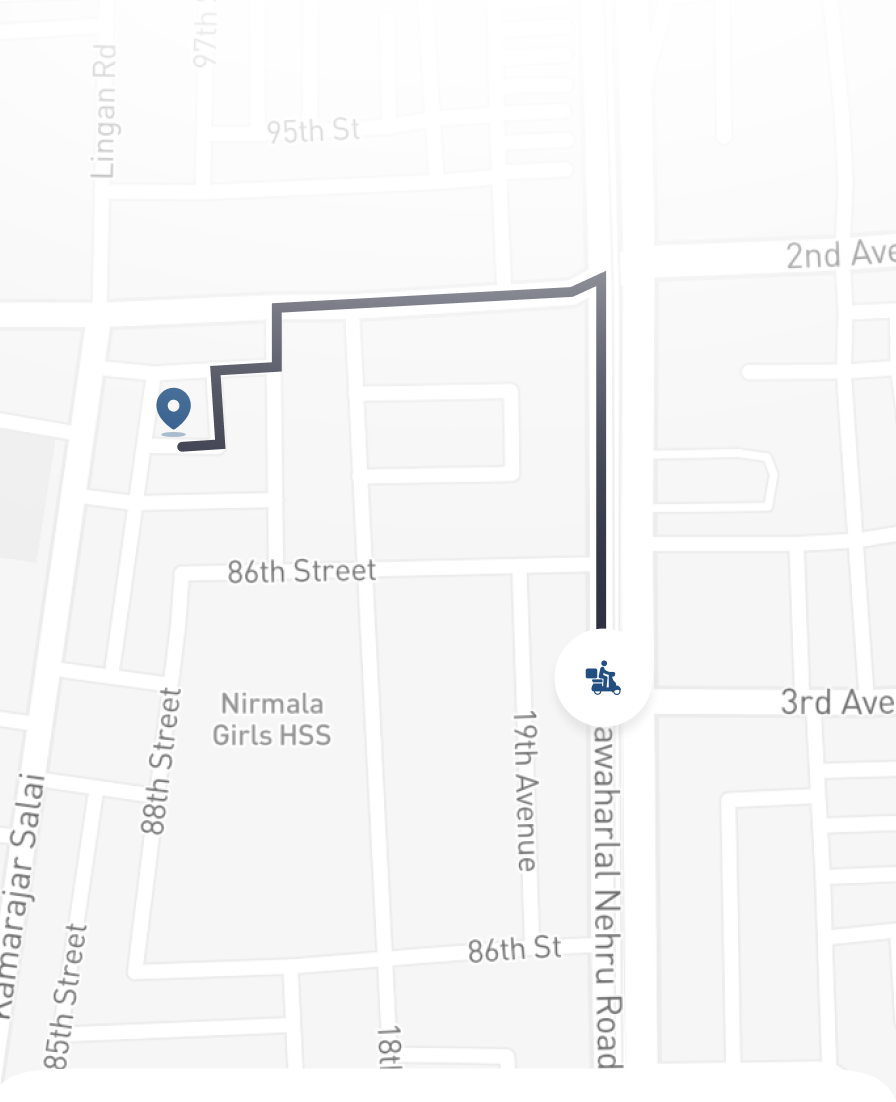 Lingan Rd
97th
95th St
2nd Ave
86th Street
Nirmala
Girls HSS
88th Street
19th Avenue
3rd Ave
awaharlal Nehru Road
Kamarajar Salai
86th St
85th Street